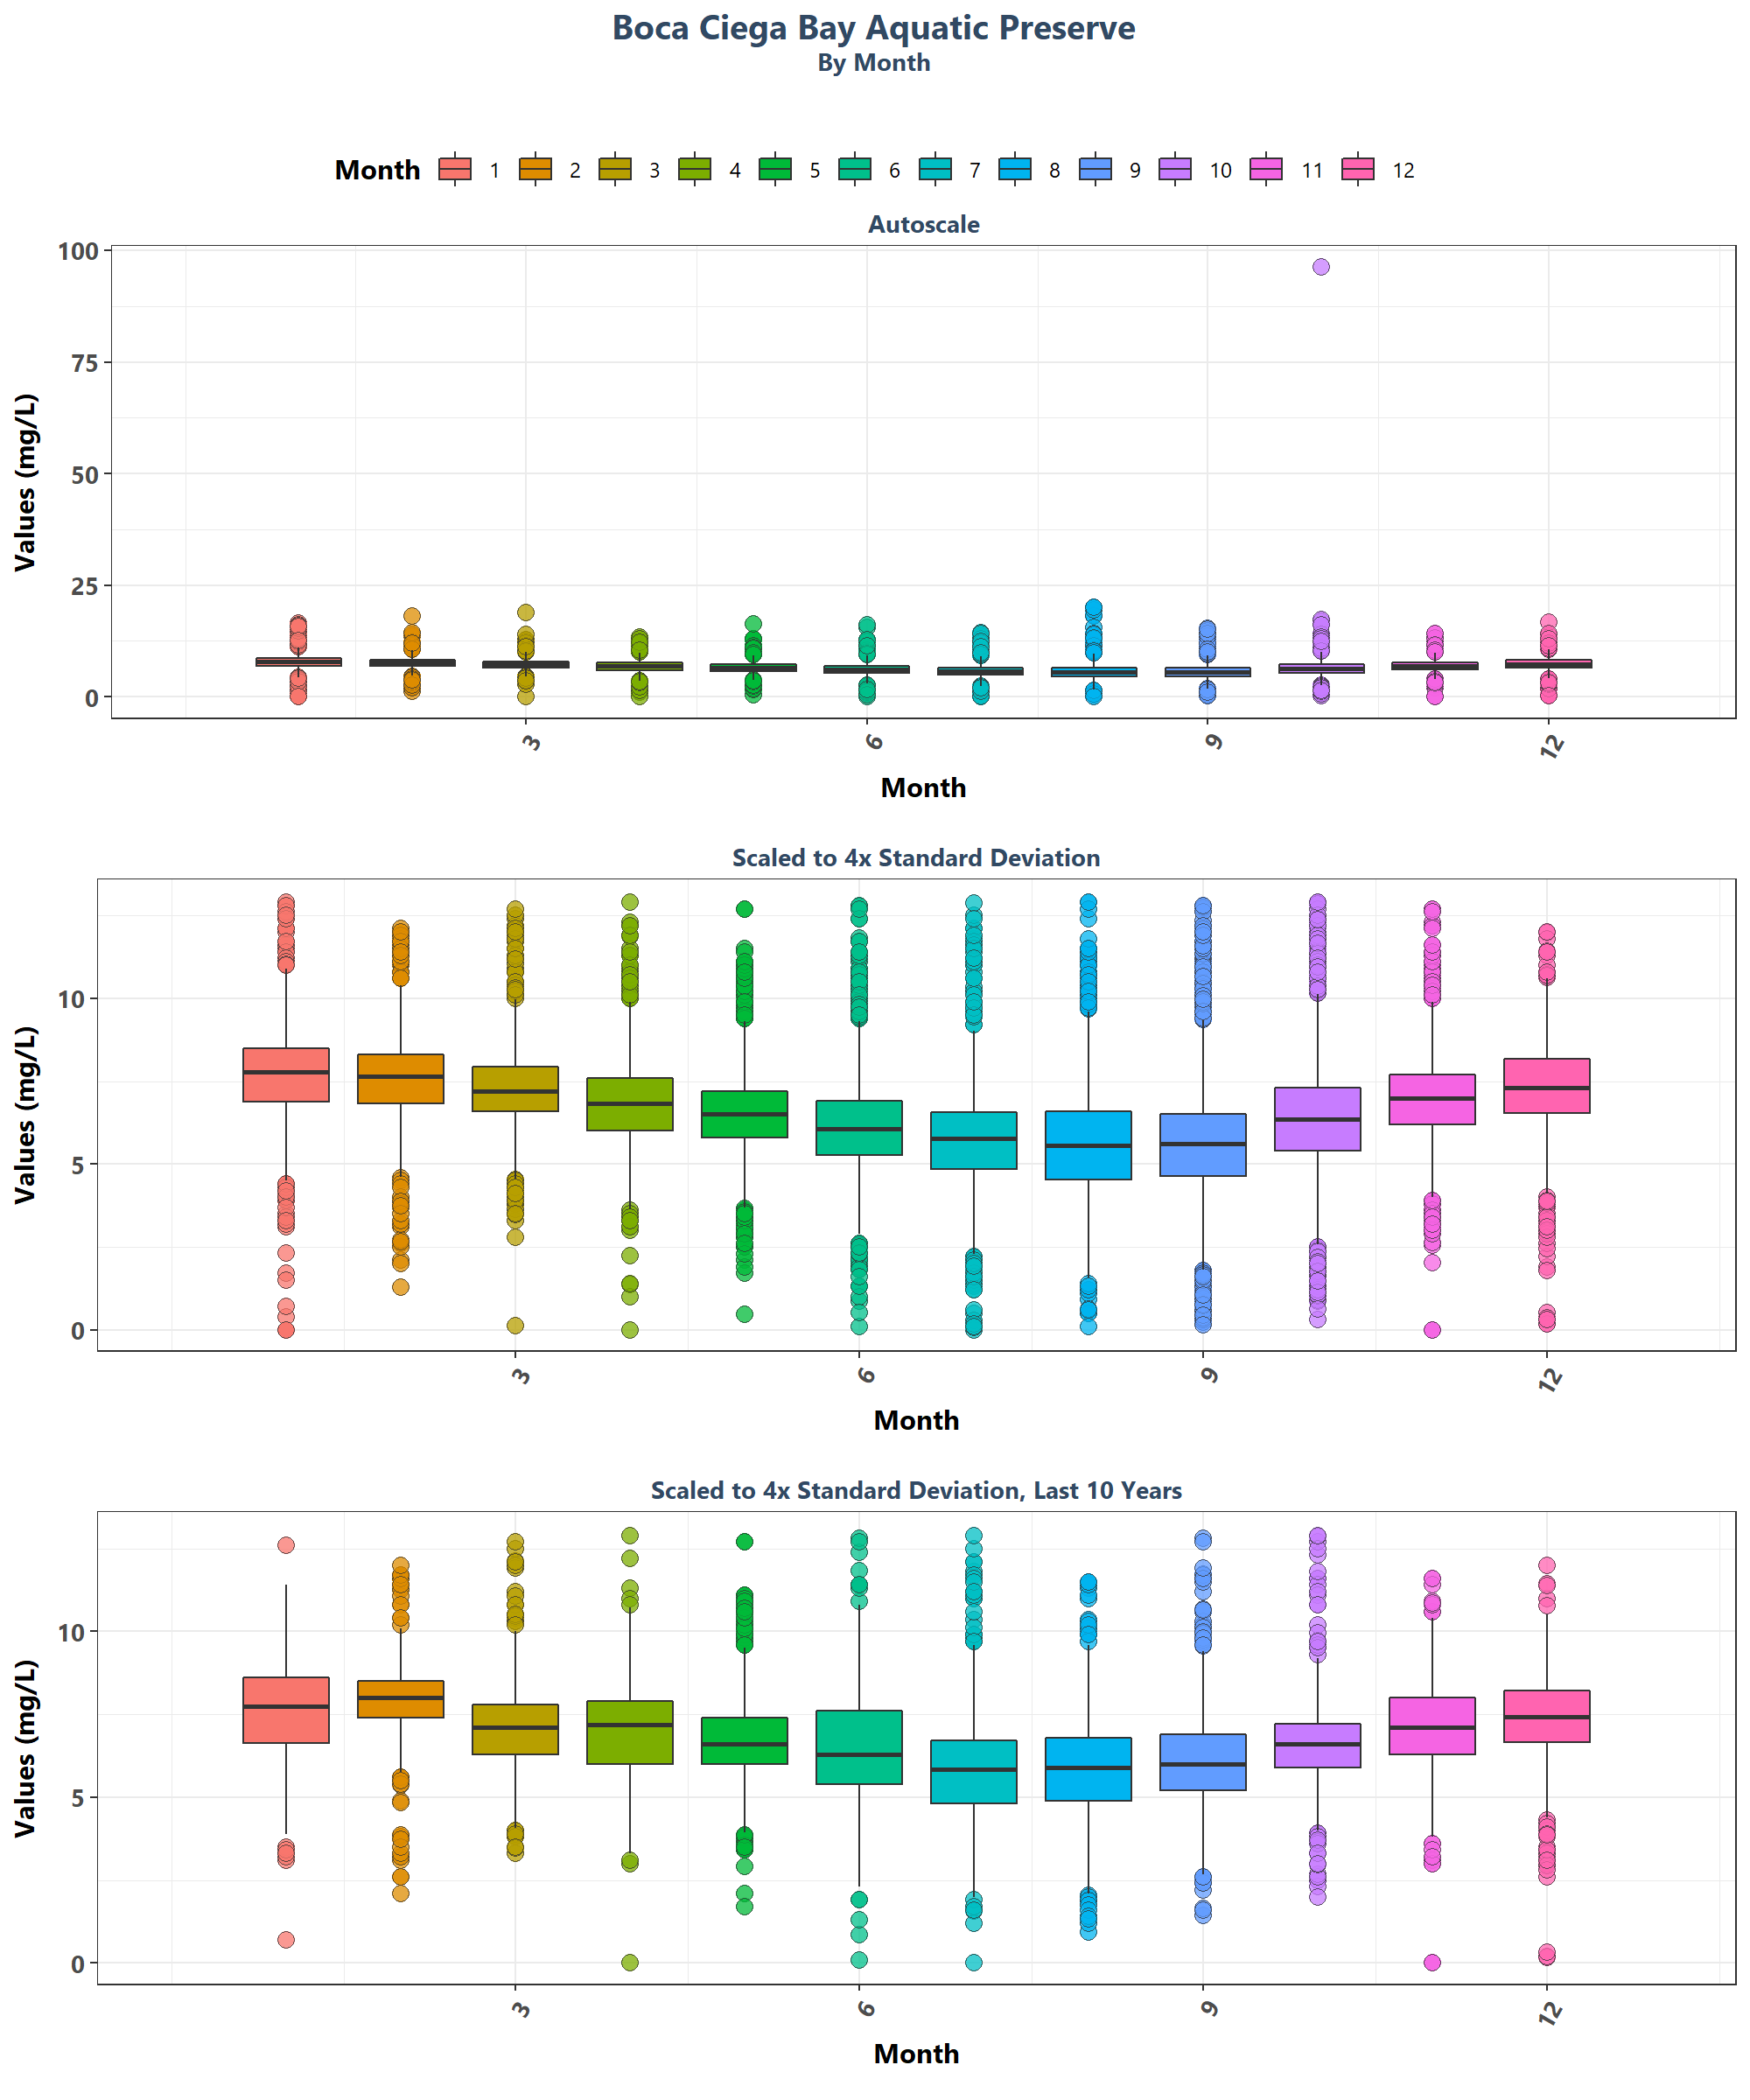 Boca Ciega Bay Aquatic Preserve
By Month
Month 1 2 3 4 5 6 7 8 9 10 11 12
Autoscale
Values (mg/L)
100
75
50
25
0
3 6 9 12
Month
Scaled to 4x Standard Deviation
Values (mg/L)
10
5
0
3 6 9 12
Month
Scaled to 4x Standard Deviation, Last 10 Years
Values (mg/L)
10
5
0
3 6 9 12
Month